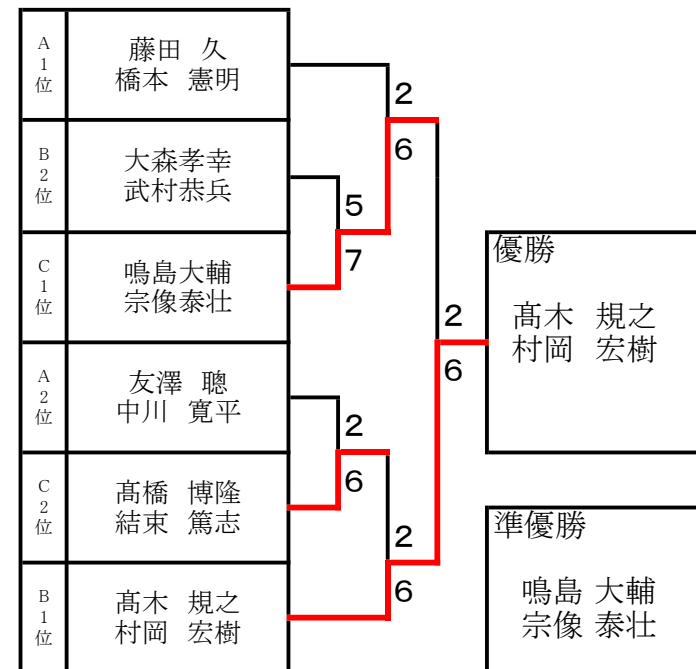 A
1
位
藤田 久
橋本 憲明
2
6
B
2
位
大森孝幸
武村恭兵
5
7
C
1
位
鳴島大輔
宗像泰壮
優勝
髙木 規之
村岡 宏樹
2
6
A
2
位
友澤 聰
中川 寛平
2
6
C
2
位
髙橋 博隆
結束 篤志
2
6
準優勝
鳴島 大輔
宗像 泰壮
B
1
位
髙木 規之
村岡 宏樹